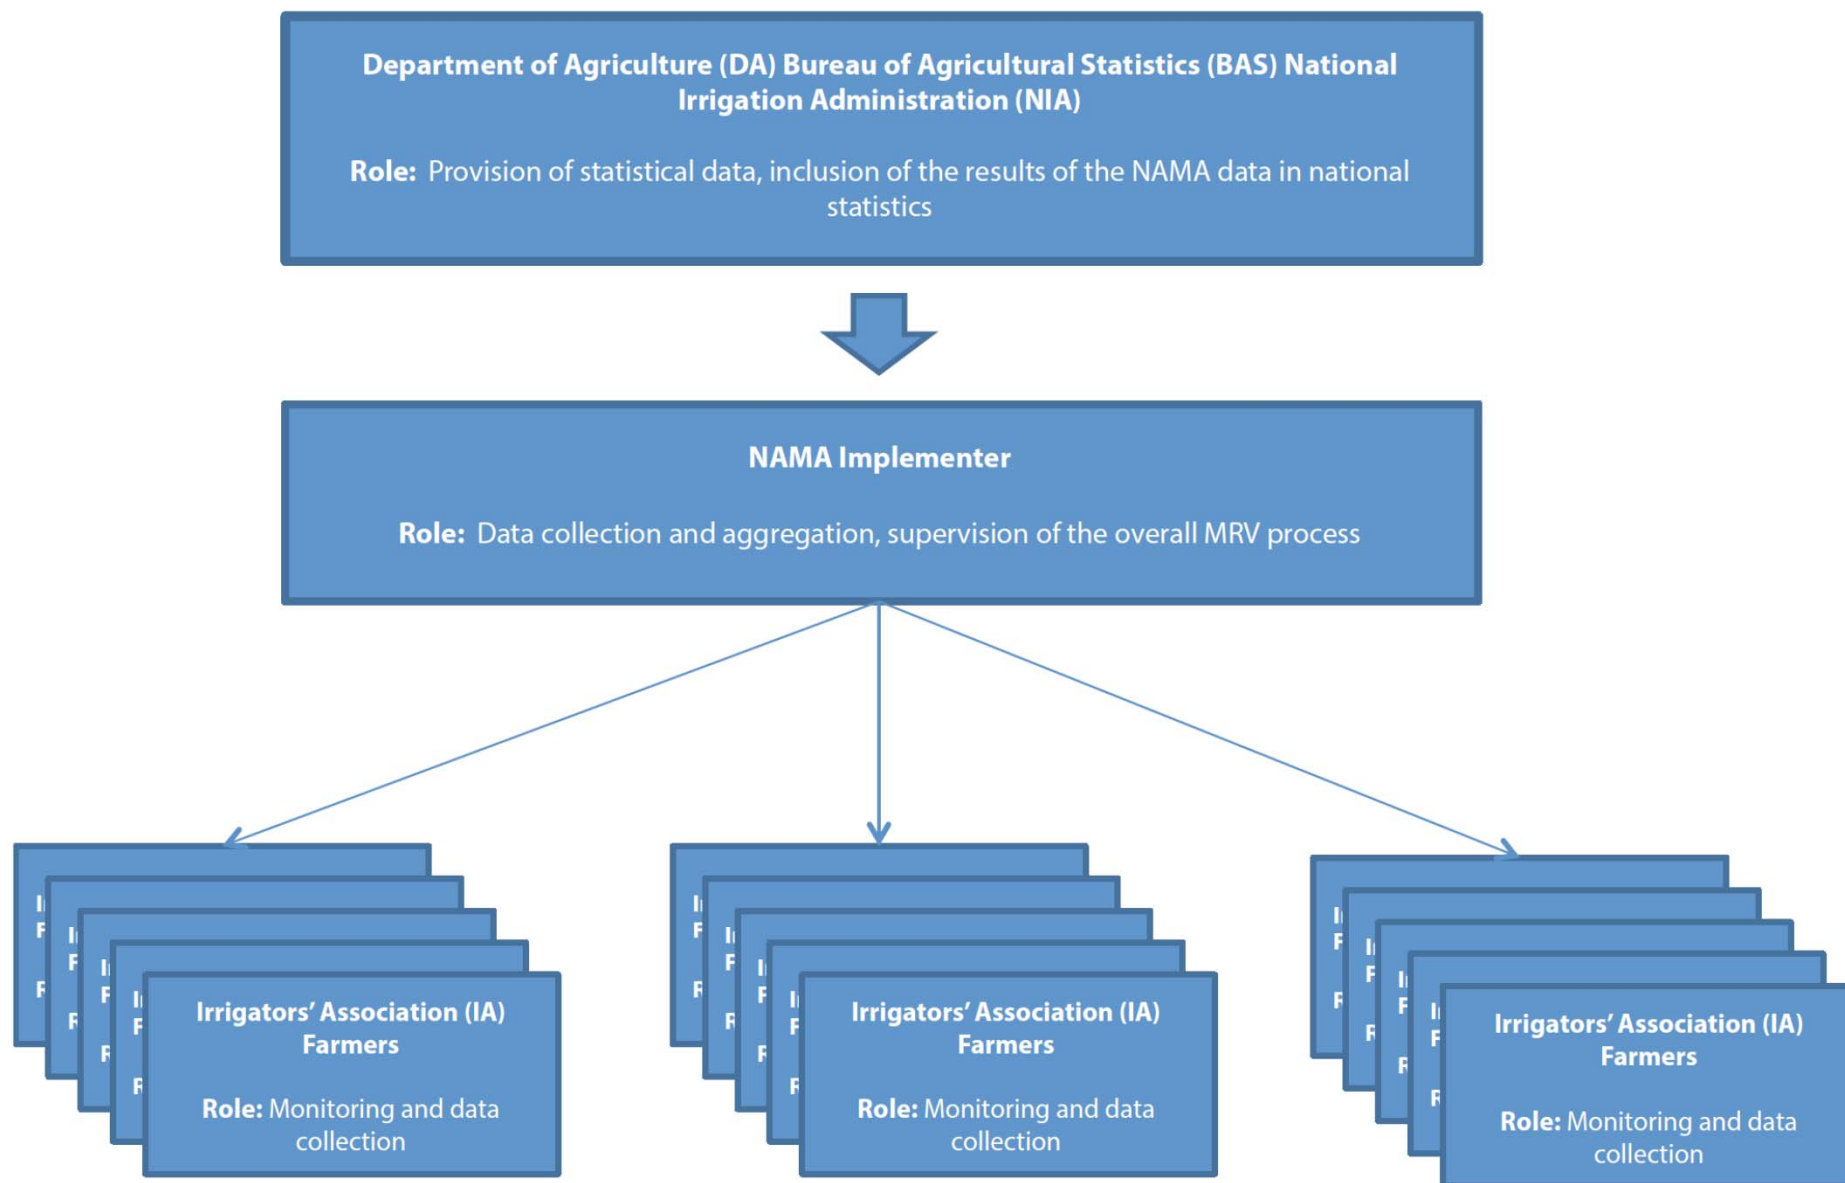 Department of Agriculture (DA) Bureau of Agricultural Statistics (BAS) National
Irrigation Administration (NIA)
Role: Provision of statistical data, inclusion of the results of the NAMA data in national
statistics
NAMA Implementer
Role: Data collection and aggregation, supervision of the overall MRV process
Irrigators’ Association (IA)
Farmers
Role: Monitoring and data
collection
Irrigators’ Association (IA)
Farmers
Role: Monitoring and data
collection
Irrigators’ Association (IA)
Farmers
Role: Monitoring and data
collection